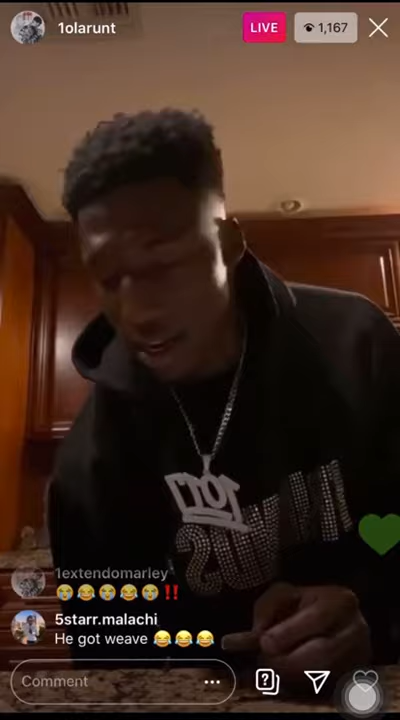 1olarunt
LIVE
1,167
1extendomarley
😭😂😭😂😭‼️
5starr.malachi
He got weave 😂😂😂
Comment